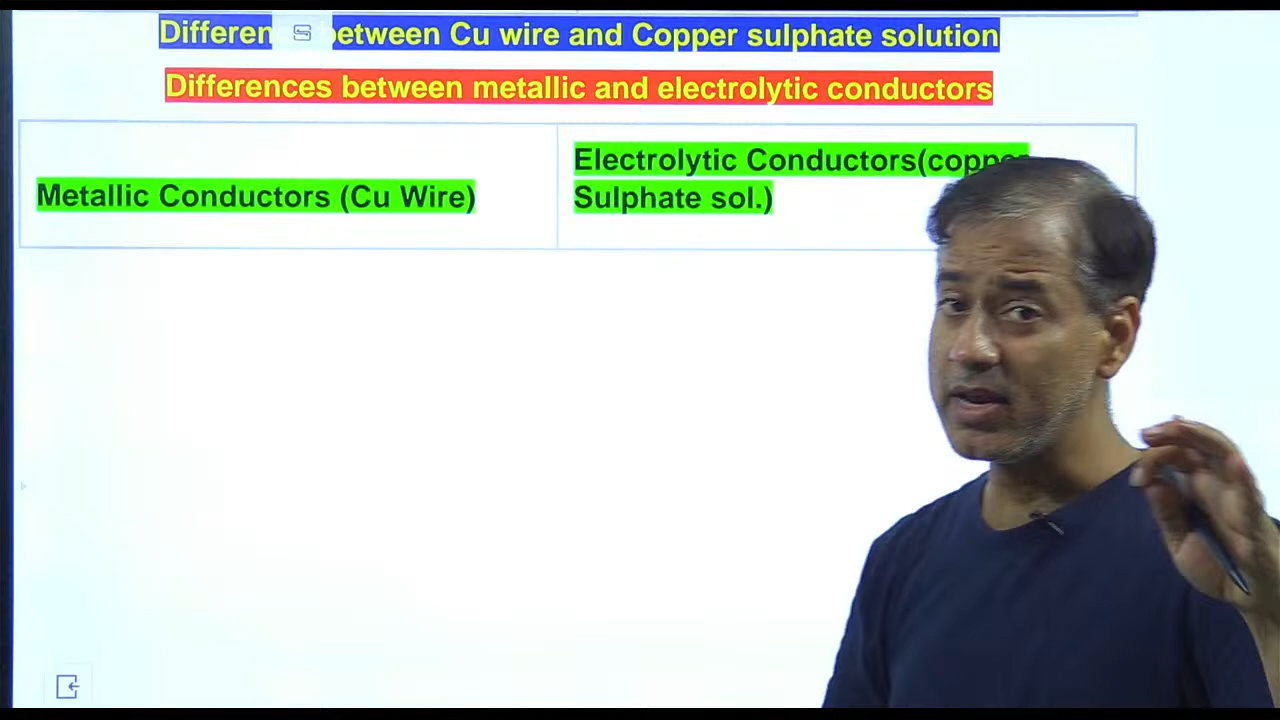 Differen between Cu wire and Copper sulphate solution
Differences between metallic and electrolytic conductors
Metallic Conductors (Cu Wire)
Electrolytic Conductors(copper
Sulphate sol.)